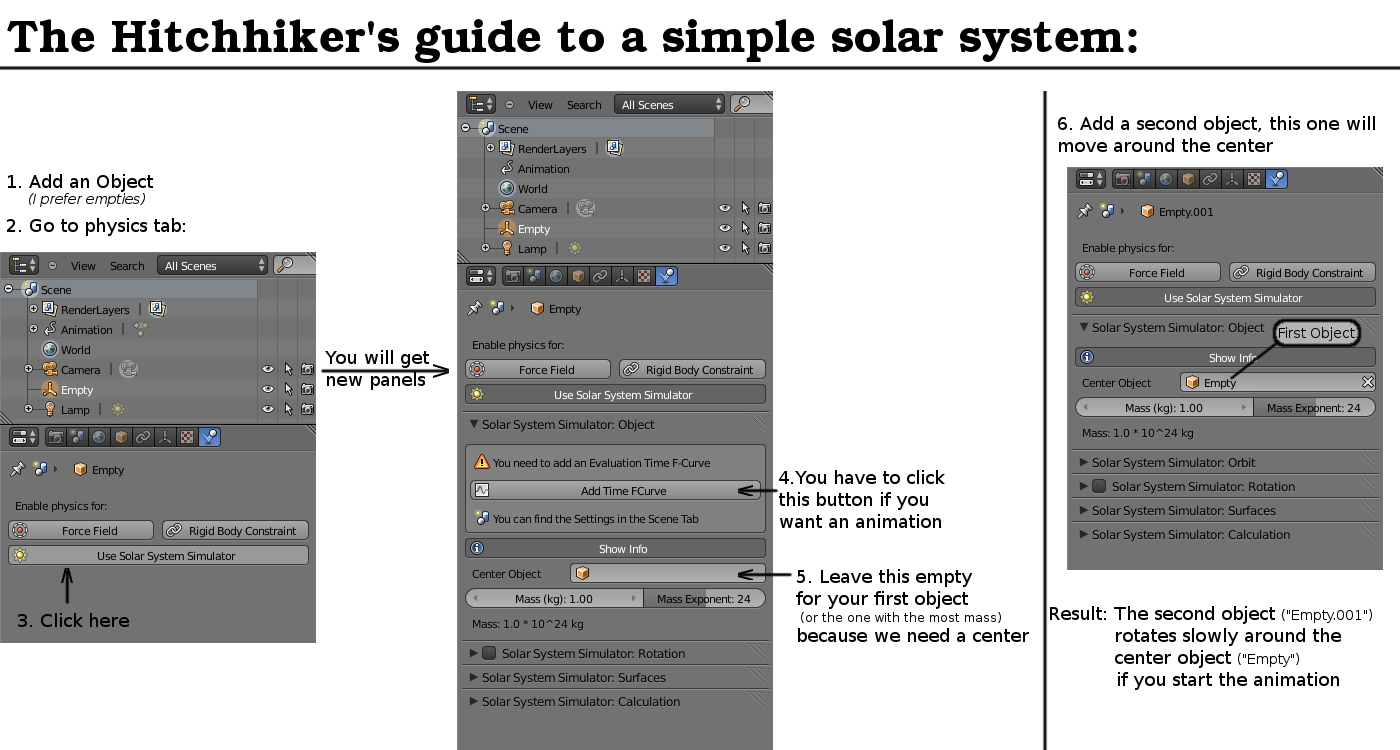 The Hitchhiker's guide to a simple solar system:
1. Add an Object
(I prefer empties)
2. Go to physics tab:
View Search All Scenes
Scene
RenderLayers |
Animation |
World
Camera |
Empty
Lamp |
Empty
Enable physics for:
Force Field Rigid Body Constraint
Use Solar System Simulator
3. Click here
You will get
new panels
View Search All Scenes
Scene
RenderLayers |
Animation
World
Camera |
Empty
Lamp |
Empty
Enable physics for:
Force Field Rigid Body Constraint
Use Solar System Simulator
Solar System Simulator: Object
You need to add an Evaluation Time F-Curve
Add Time FCurve
You can find the Settings in the Scene Tab
Show Info
Center Object
Mass (kg): 1.00 Mass Exponent: 24
Mass: 1.0 * 10^24 kg
Solar System Simulator: Rotation
Solar System Simulator: Surfaces
Solar System Simulator: Calculation
4.You have to click
this button if you
want an animation
5. Leave this empty
for your first object
(or the one with the most mass)
because we need a center
6. Add a second object, this one will
move around the center
Empty.001
Enable physics for:
Force Field Rigid Body Constraint
Use Solar System Simulator
Solar System Simulator: Object
First Object
Show Info
Center Object Empty
Mass (kg): 1.00 Mass Exponent: 24
Mass: 1.0 * 10^24 kg
Solar System Simulator: Orbit
Solar System Simulator: Rotation
Solar System Simulator: Surfaces
Solar System Simulator: Calculation
Result: The second object ("Empty.001")
rotates slowly around the
center object ("Empty")
if you start the animation